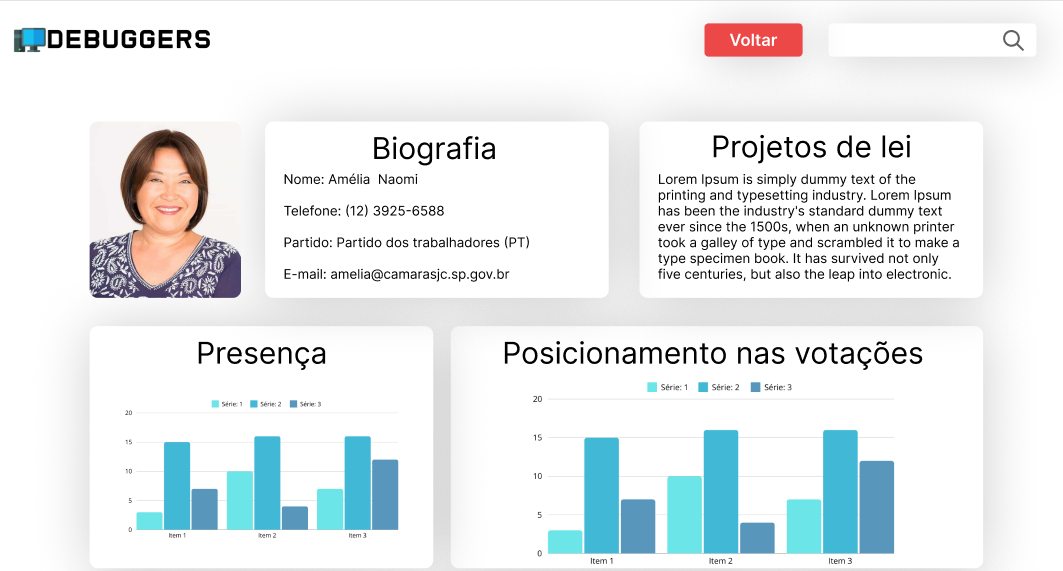 DEBUGGERS
Voltar
Biografia
Nome: Amélia  Naomi
Telefone: (12) 3925-6588
Partido: Partido dos trabalhadores (PT)
E-mail: amelia@camarasjc.sp.gov.br
Projetos de lei
Lorem Ipsum is simply dummy text of the
printing and typesetting industry. Lorem Ipsum
has been the industry's standard dummy text
ever since the 1500s, when an unknown printer
took a galley of type and scrambled it to make a
type specimen book. It has survived not only
five centuries, but also the leap into electronic.
Presença
Série: 1 Série: 2 Série: 3
20
15
10
5
0
Item 1 Item 2 Item 3
Posicionamento nas votações
Série: 1 Série: 2 Série: 3
20
15
10
5
0
Item 1 Item 2 Item 3